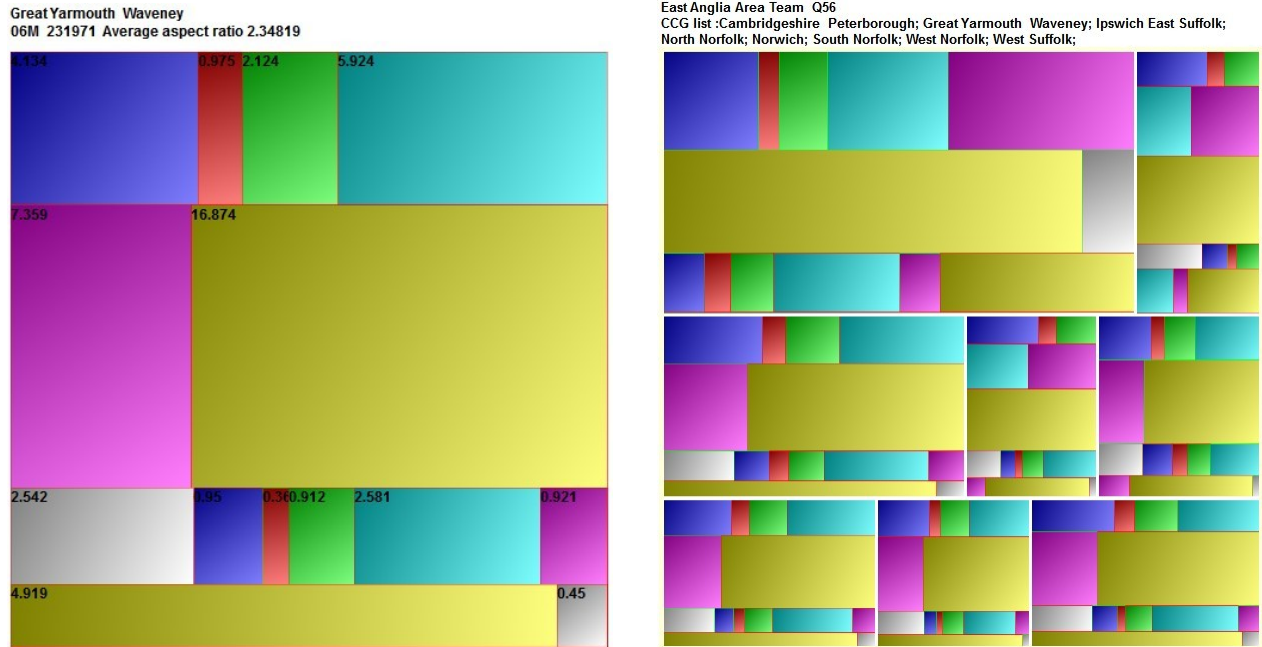 Great Yarmouth Waveney
06M 231971 Average aspect ratio 2.34819
4.134 0.975 2.124 5.924
7.359 16.874
2.542 0.95 0.912 2.581 0.921
4.919 0.45
East Anglia Area Team Q56
CCG list :Cambridgeshire Peterborough; Great Yarmouth Waveney; Ipswich East Suffolk;
North Norfolk; Norwich; South Norfolk; West Norfolk; West Suffolk;